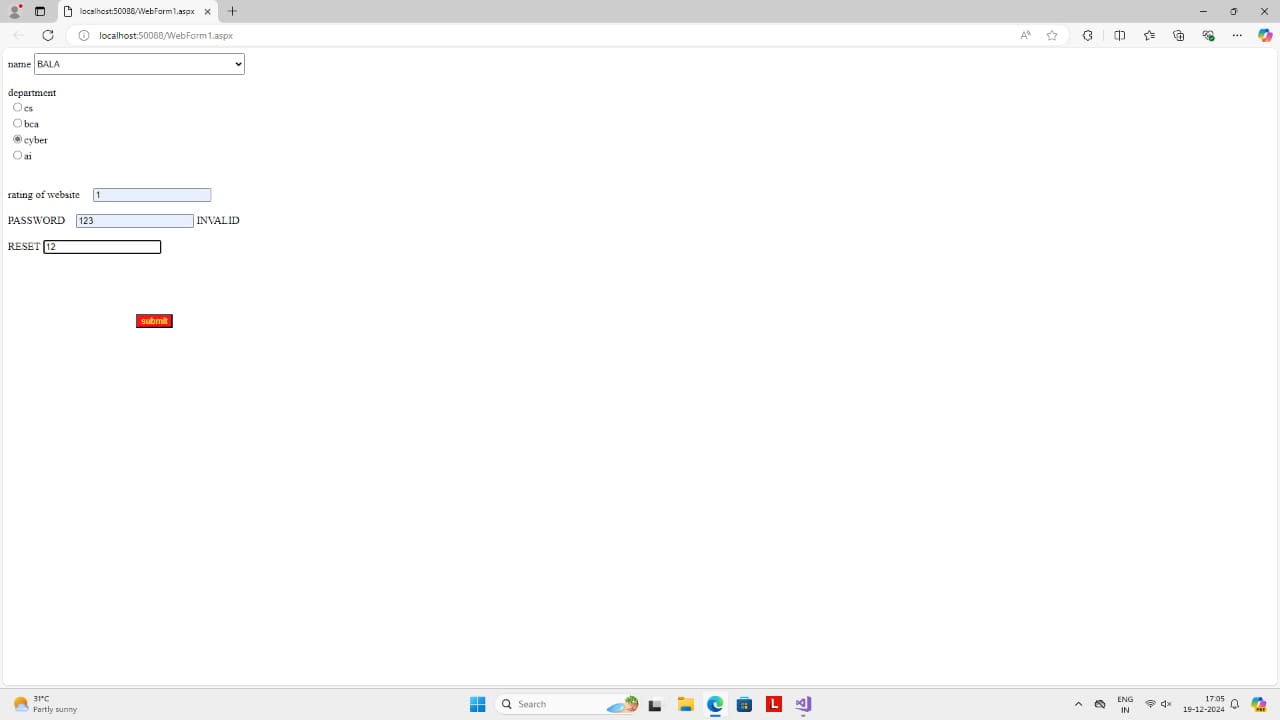 localhost:50088/WebForm1.aspx
localhost:50088/WebForm1.aspx
name BALA
department
cs
bca
cyber
ai
rating of website 1
PASSWORD 123 INVALID
RESET 12
submit
31°C
Partly sunny
Search
L
ENG
IN
17:05
19-12-2024